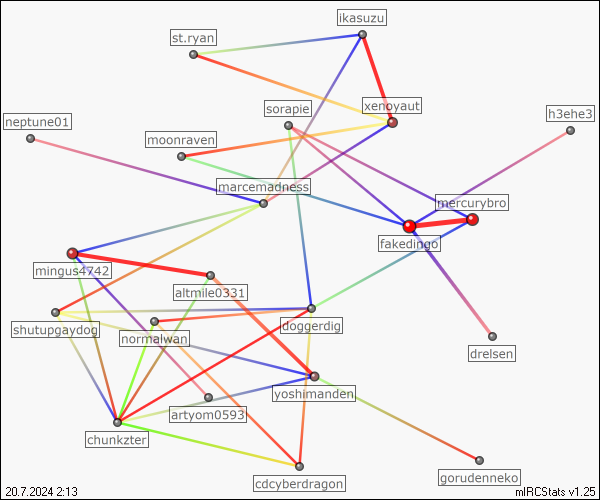 ikasuzu
st.ryan
xenoyaut
sorapie
h3ehe3
neptune01
moonraven
marcemadness
mercurybro
fakedingo
mingus4742
altmile0331
shutupgaydog
doggerdig
normalwan
drelsen
yoshimanden
artyom0593
chunkzter
gorudenneko
cdcyberdragon
20.7.2024 2:13
mIRCStats v1.25